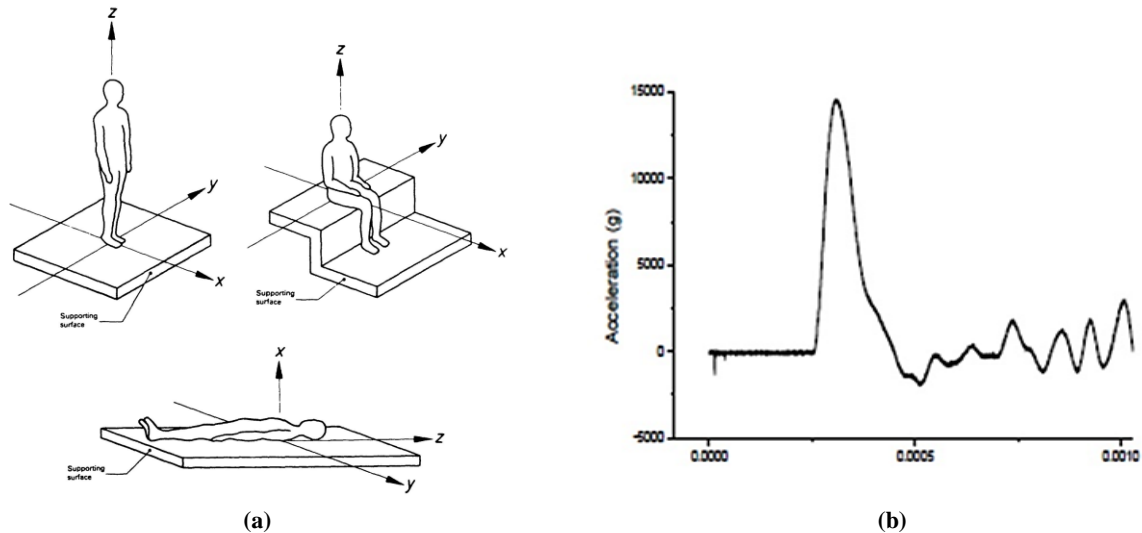 z
y
x
Supporting
surface
z
y
x
Supporting
surface
x
z
y
Supporting
surface
(a)
Acceleration (g)
15000
10000
5000
0
-5000
0.0000
0.0005
0.0010
(b)